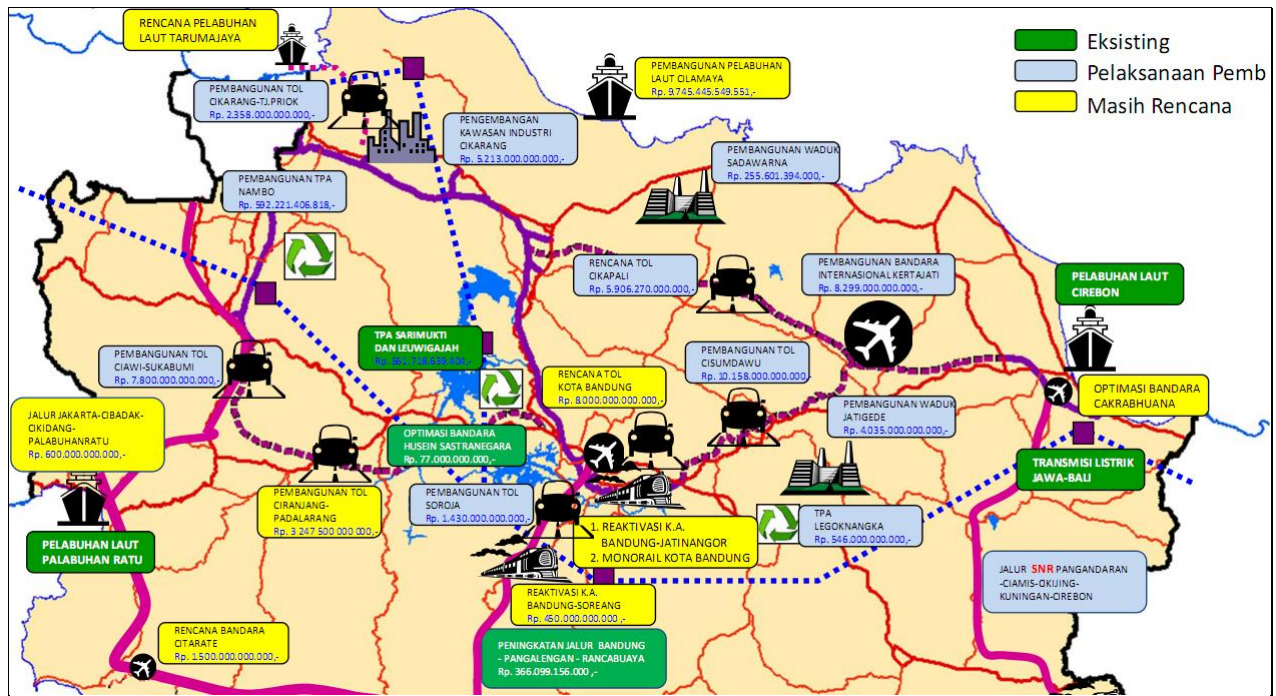 RENCANA PELABUHAN
LAUT TARUMAJAYA
Eksisting
Pelaksanaan Pemb
Masih Rencana
PEMBANGUNAN TOL
CIKARANG-TJ.PRIOK
Rp. 2.358.000.000.000,-
PEMBANGUNAN PELABUHAN
LAUT CILAMAYA
Rp. 9.745.445.549.551,-
PENGEMBANGAN
KAWASAN INDUSTRI
CIKARANG
Rp. 5.213.000.000.000,-
PEMBANGUNAN WADUK
SADAWARNA
Rp. 255.601.394.000,-
PEMBANGUNAN TPA
NAMBO
Rp. 592.221.406.818,-
RENCANA TOL
CIKAPALI
Rp. 5.906.270.000.000,-
PEMBANGUNAN BANDARA
INTERNASIONAL KERTAJATI
Rp. 8.299.000.000.000,-
PELABUHAN LAUT
CIREBON
TPA SARIMUKTI
DAN LEUWIGAJAH
Rp. 562.718.639.404,-
PEMBANGUNAN TOL
CIAWI-SUKABUMI
Rp. 7.800.000.000.000,-
RENCANA TOL
KOTA BANDUNG
Rp. 8.000.000.000.000,-
PEMBANGUNAN TOL
CISUMDAWU
Rp. 10.158.000.000.000,-
OPTIMASI BANDARA
CAKRABHUANA
JALUR JAKARTA-CIBADAK-
CIKIDANG-
PALABUHANRATU
Rp. 600.000.000.000,-
OPTIMASI BANDARA
HUSEIN SASTRANEGARA
Rp. 77.000.000.000,-
PEMBANGUNAN WADUK
JATIGEDE
Rp. 4.035.000.000.000,-
TRANSMISI LISTRIK
JAWA-BALI
PEMBANGUNAN TOL
CIRANJANG-
PADALARANG
Rp. 3 247 500 000 000,-
PEMBANGUNAN TOL
SOROJA
Rp. 1.430.000.000.000,-
1. REAKTIVASI K.A.
BANDUNG-JATINANGOR
2. MONORAIL KOTA BANDUNG
TPA
LEGOKNANGKA
Rp. 546.000.000.000,-
PELABUHAN LAUT
PALABUHAN RATU
JALUR SNR PANGANDARAN
-CIAMIS-CIKIJING-
KUNINGAN-CIREBON
REAKTIVASI K.A.
BANDUNG-SOREANG
Rp. 450.000.000.000,-
RENCANA BANDARA
CITARATE
Rp. 1.500.000.000.000,-
PENINGKATAN JALUR BANDUNG
- PANGALENGAN - RANCABUAYA
Rp. 366.099.156.000,-